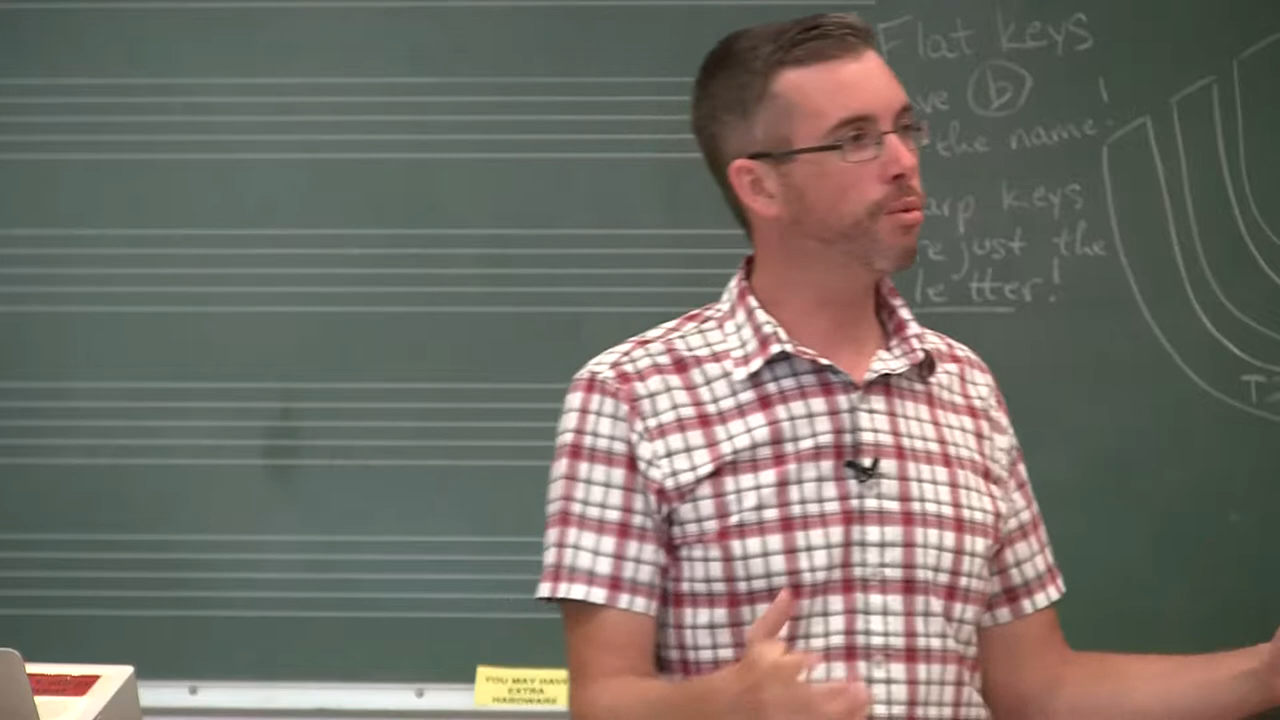 Flat keys
ve b
the name!
arp keys
e just the
le tter!
YOU MAY HAVE
EXTRA
HARDWARE